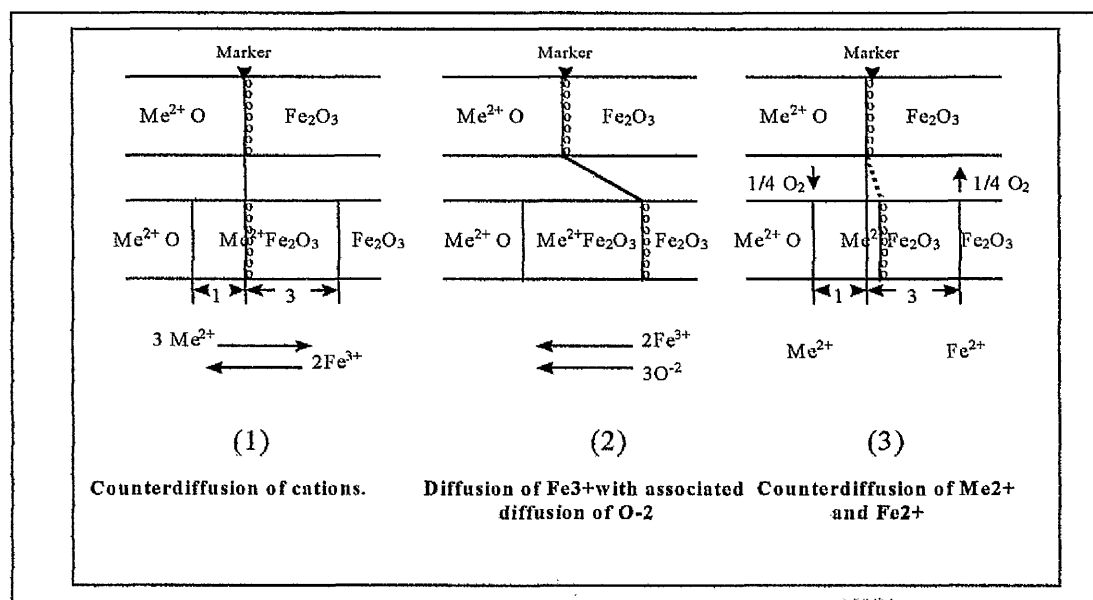 Marker Marker Marker
Me²⁺ O Fe₂O₃ Me²⁺ O Fe₂O₃ Me²⁺ O Fe₂O₃
1/4 O₂ 1/4 O₂
Me²⁺ O Me²⁺Fe₂O₃ Fe₂O₃ Me²⁺ O Me²⁺Fe₂O₃ Fe₂O₃ Me²⁺ O Me²⁺Fe₂O₃ Fe₂O₃
1 3 1 3
3 Me²⁺ 2Fe³⁺ Me²⁺ Fe²⁺
2Fe³⁺ 3O⁻²
(1) (2) (3)
Counterdiffusion of cations. Diffusion of Fe3+with associated Counterdiffusion of Me2+
diffusion of O-2 and Fe2+